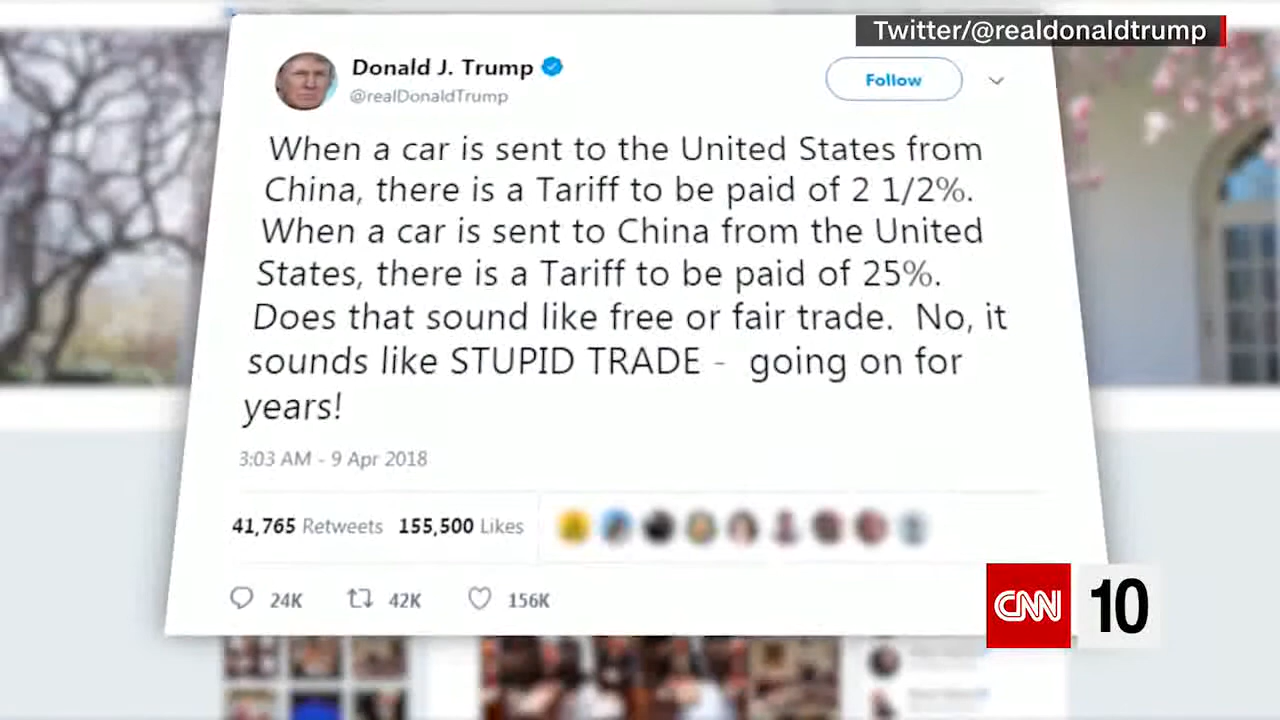 Twitter/@realdonaldtrump
Donald J. Trump
@realDonaldTrump
Follow
When a car is sent to the United States from
China, there is a Tariff to be paid of 2 1/2%.
When a car is sent to China from the United
States, there is a Tariff to be paid of 25%.
Does that sound like free or fair trade.  No, it
sounds like STUPID TRADE -  going on for
years!
3:03 AM - 9 Apr 2018
41,765 Retweets 155,500 Likes
24K 42K 156K
CNN 10